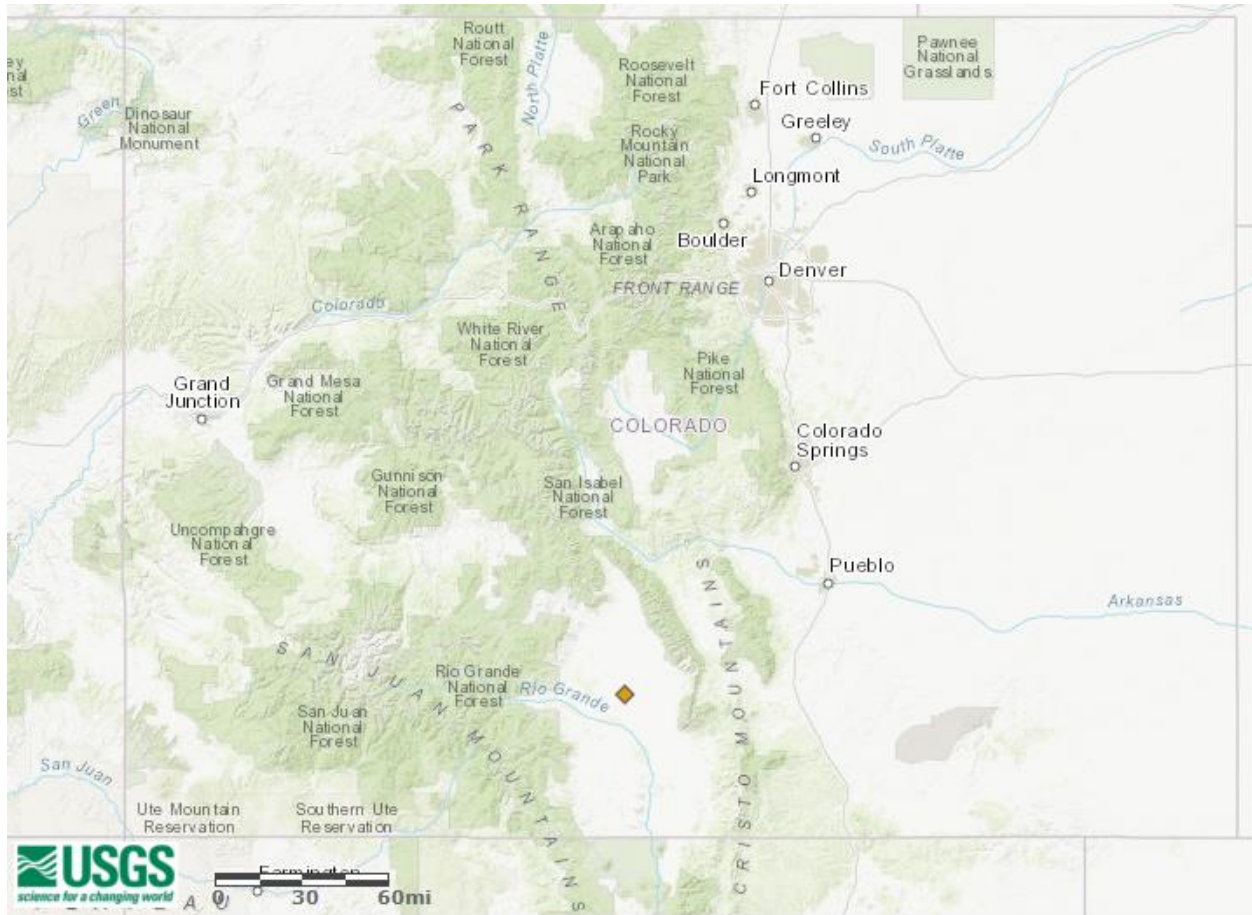 Routt
National
Forest
North Platte
Roosevelt
National
Forest
Pawnee
National
Grasslands
Fort Collins
Greeley
South Platte
Green
Dinosaur
National
Monument
Rocky
Mountain
National
Park
Longmont
PARK RANGE
Arapaho
National
Forest
Boulder
Denver
FRONT RANGE
Colorado
White River
National
Forest
Pike
National
Forest
Grand
Junction
Grand Mesa
National
Forest
COLORADO
Colorado
Springs
Gunnison
National
Forest
San Isabel
National
Forest
Uncompahgre
National
Forest
Pueblo
Arkansas
SAN JUAN MOUNTAINS
Rio Grande
National
Forest
Rio Grande
San Juan
National
Forest
CRISTO MOUNTAINS
San Juan
Ute Mountain
Reservation
Southern Ute
Reservation
USGS
science for a changing world
Farmington
0 30 60mi